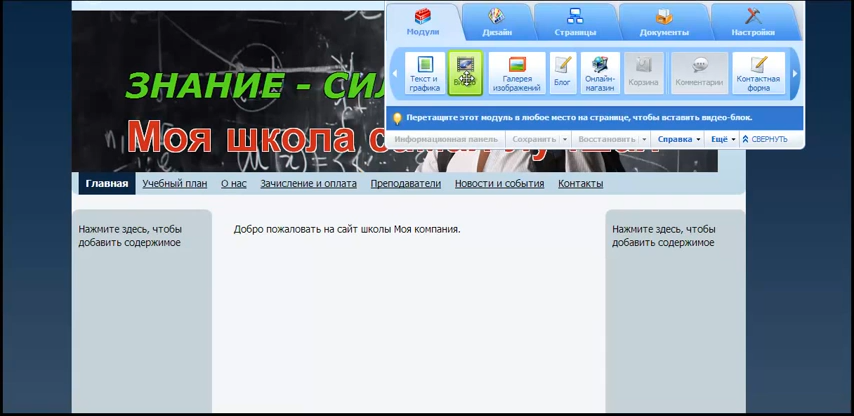 Модули
Дизайн
Страницы
Документы
Настройки
Текст и
графика
Галерея
изображений
Блог
Онлайн-
магазин
Корзина
Комментарии
Контактная
форма
Перетащите этот модуль в любое место на странице, чтобы вставить видео-блок.
Информационная панель
Сохранить
Восстановить
Справка
Ещё
СВЕРНУТЬ
ЗНАНИЕ -
Моя школа
Главная
Учебный план
О нас
Зачисление и оплата
Преподаватели
Новости и события
Контакты
Нажмите здесь, чтобы
добавить содержимое
Добро пожаловать на сайт школы Моя компания.
Нажмите здесь, чтобы
добавить содержимое